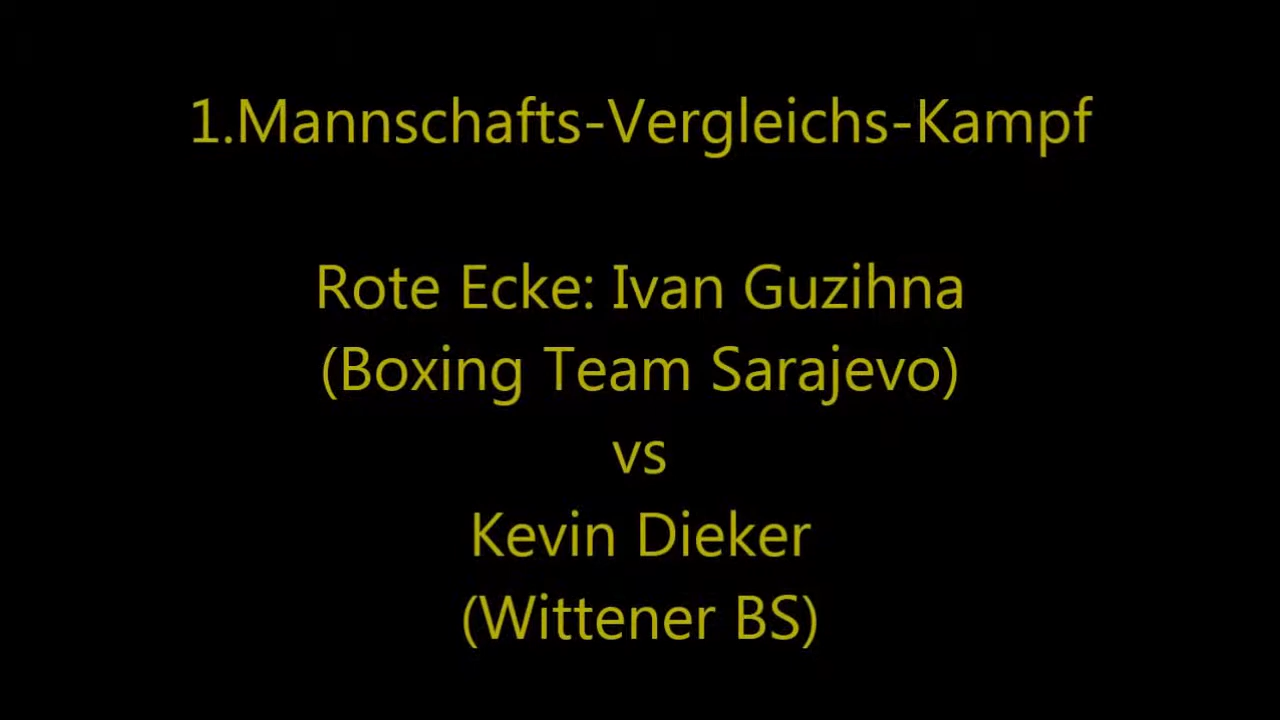 1.Mannschafts-Vergleichs-Kampf
Rote Ecke: Ivan Guzihna
(Boxing Team Sarajevo)
vs
Kevin Dieker
(Wittener BS)